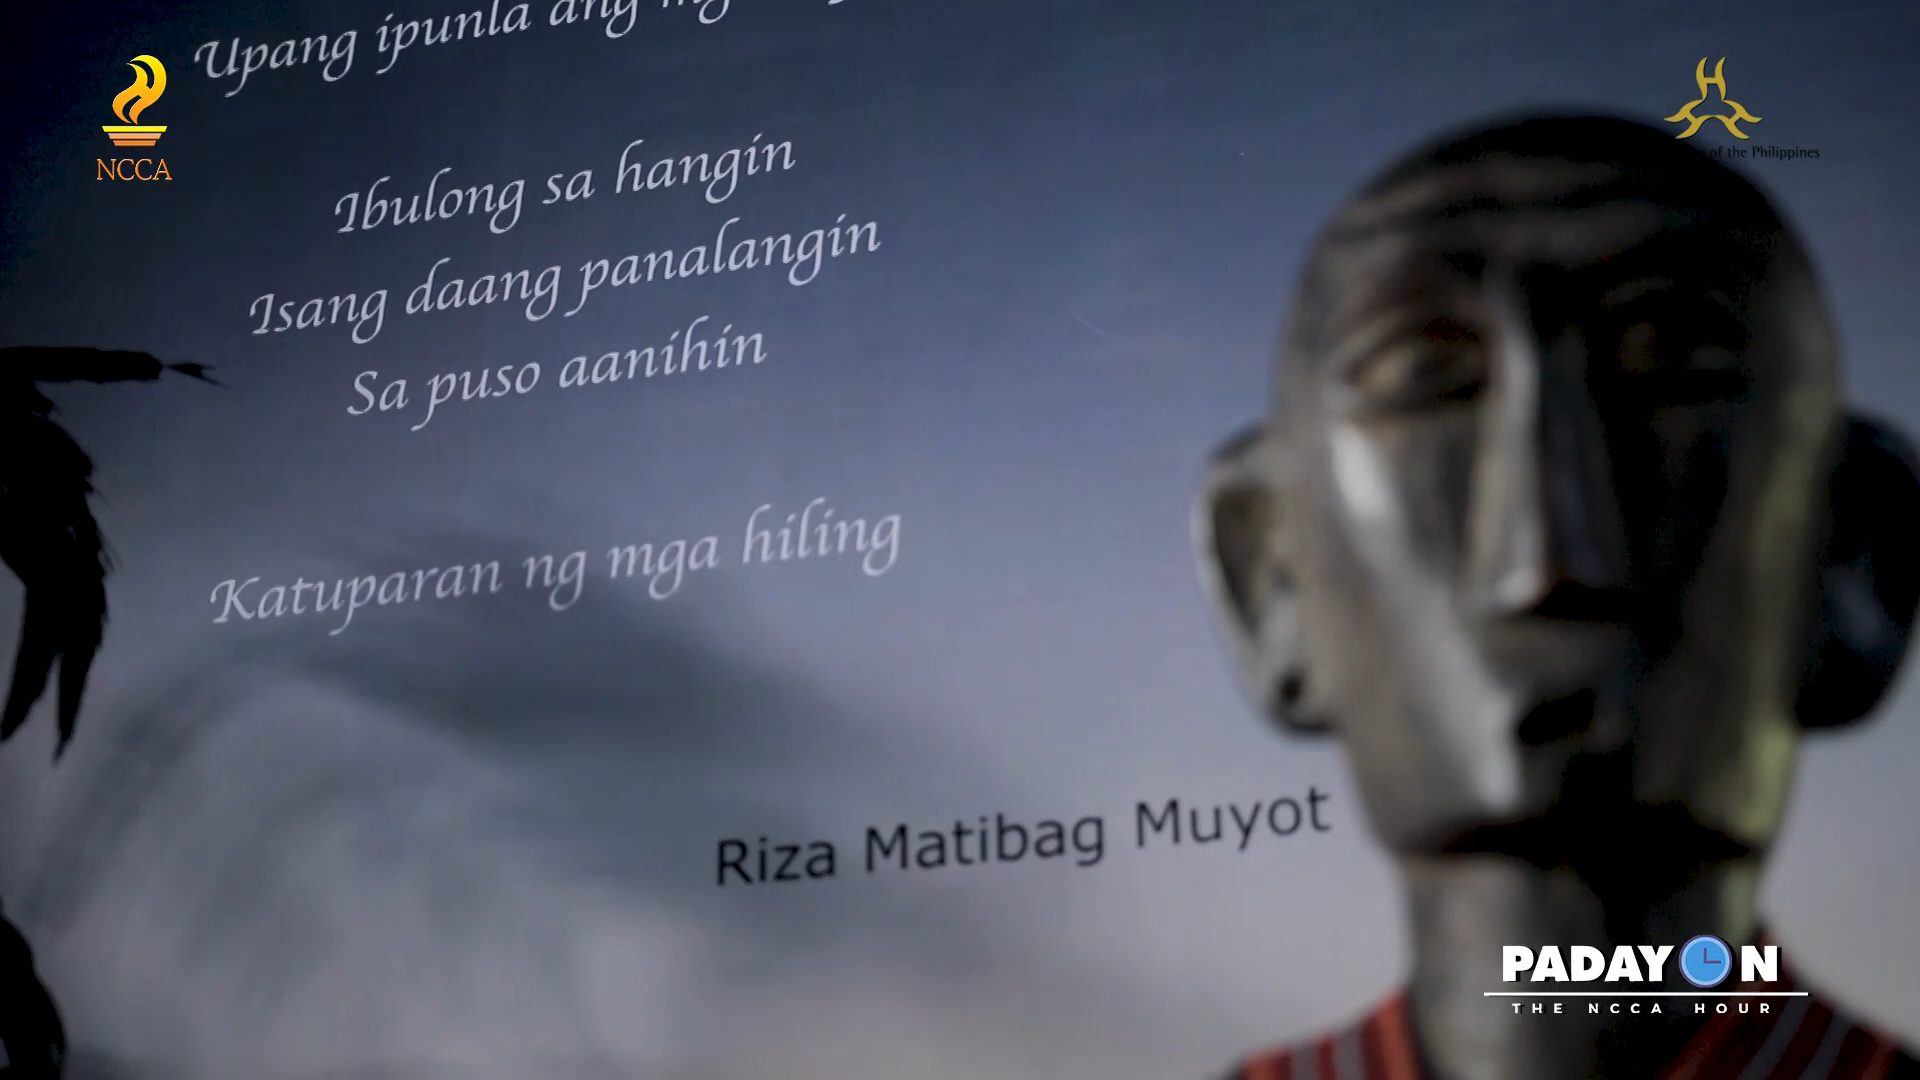 Upang ipunla ang
NCCA
of the Philippines
Ibulong sa hangin
Isang daang panalangin
Sa puso aanihin
Katuparan ng mga hiling
Riza Matibag Muyot
PADAYON
THE NCCA HOUR